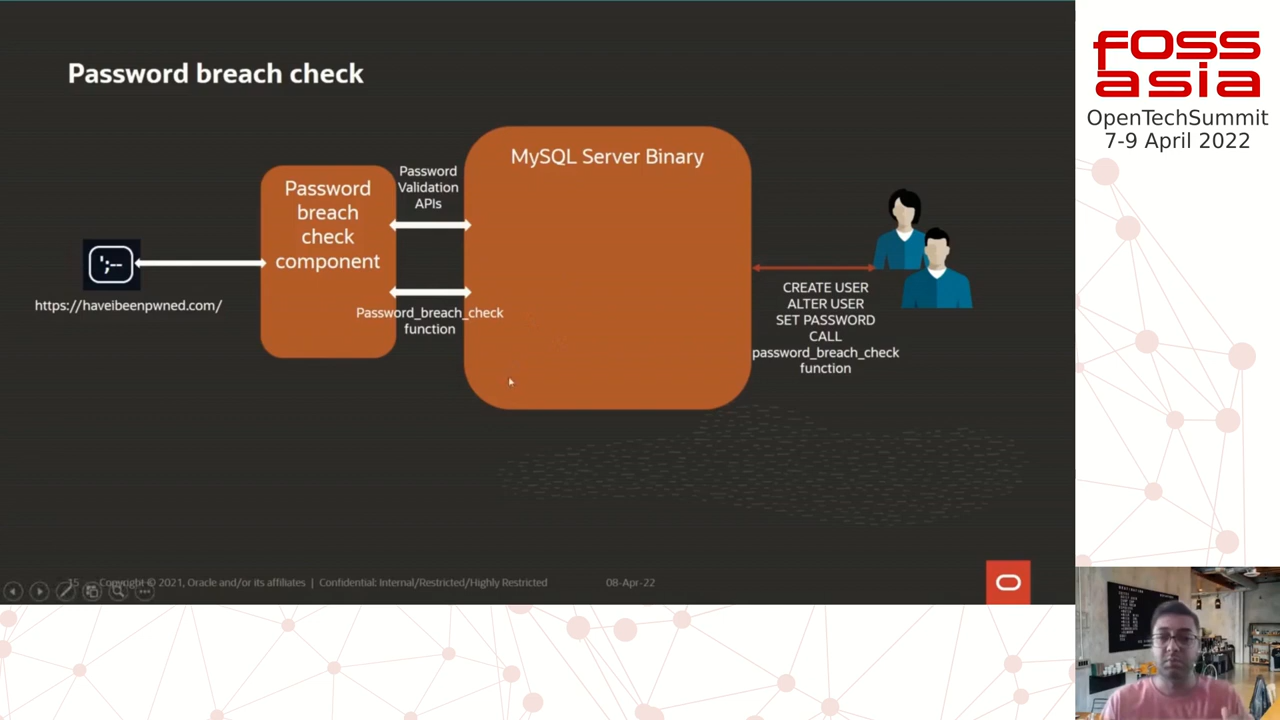 Password breach check
MySQL Server Binary
Password
Validation
APIs
Password
breach
check
component
';--
https://haveibeenpwned.com/
Password_breach_check
function
CREATE USER
ALTER USER
SET PASSWORD
CALL
password_breach_check
function
15 Copyright © 2021, Oracle and/or its affiliates | Confidential: Internal/Restricted/Highly Restricted 08-Apr-22
foss
asia
OpenTechSummit
7-9 April 2022